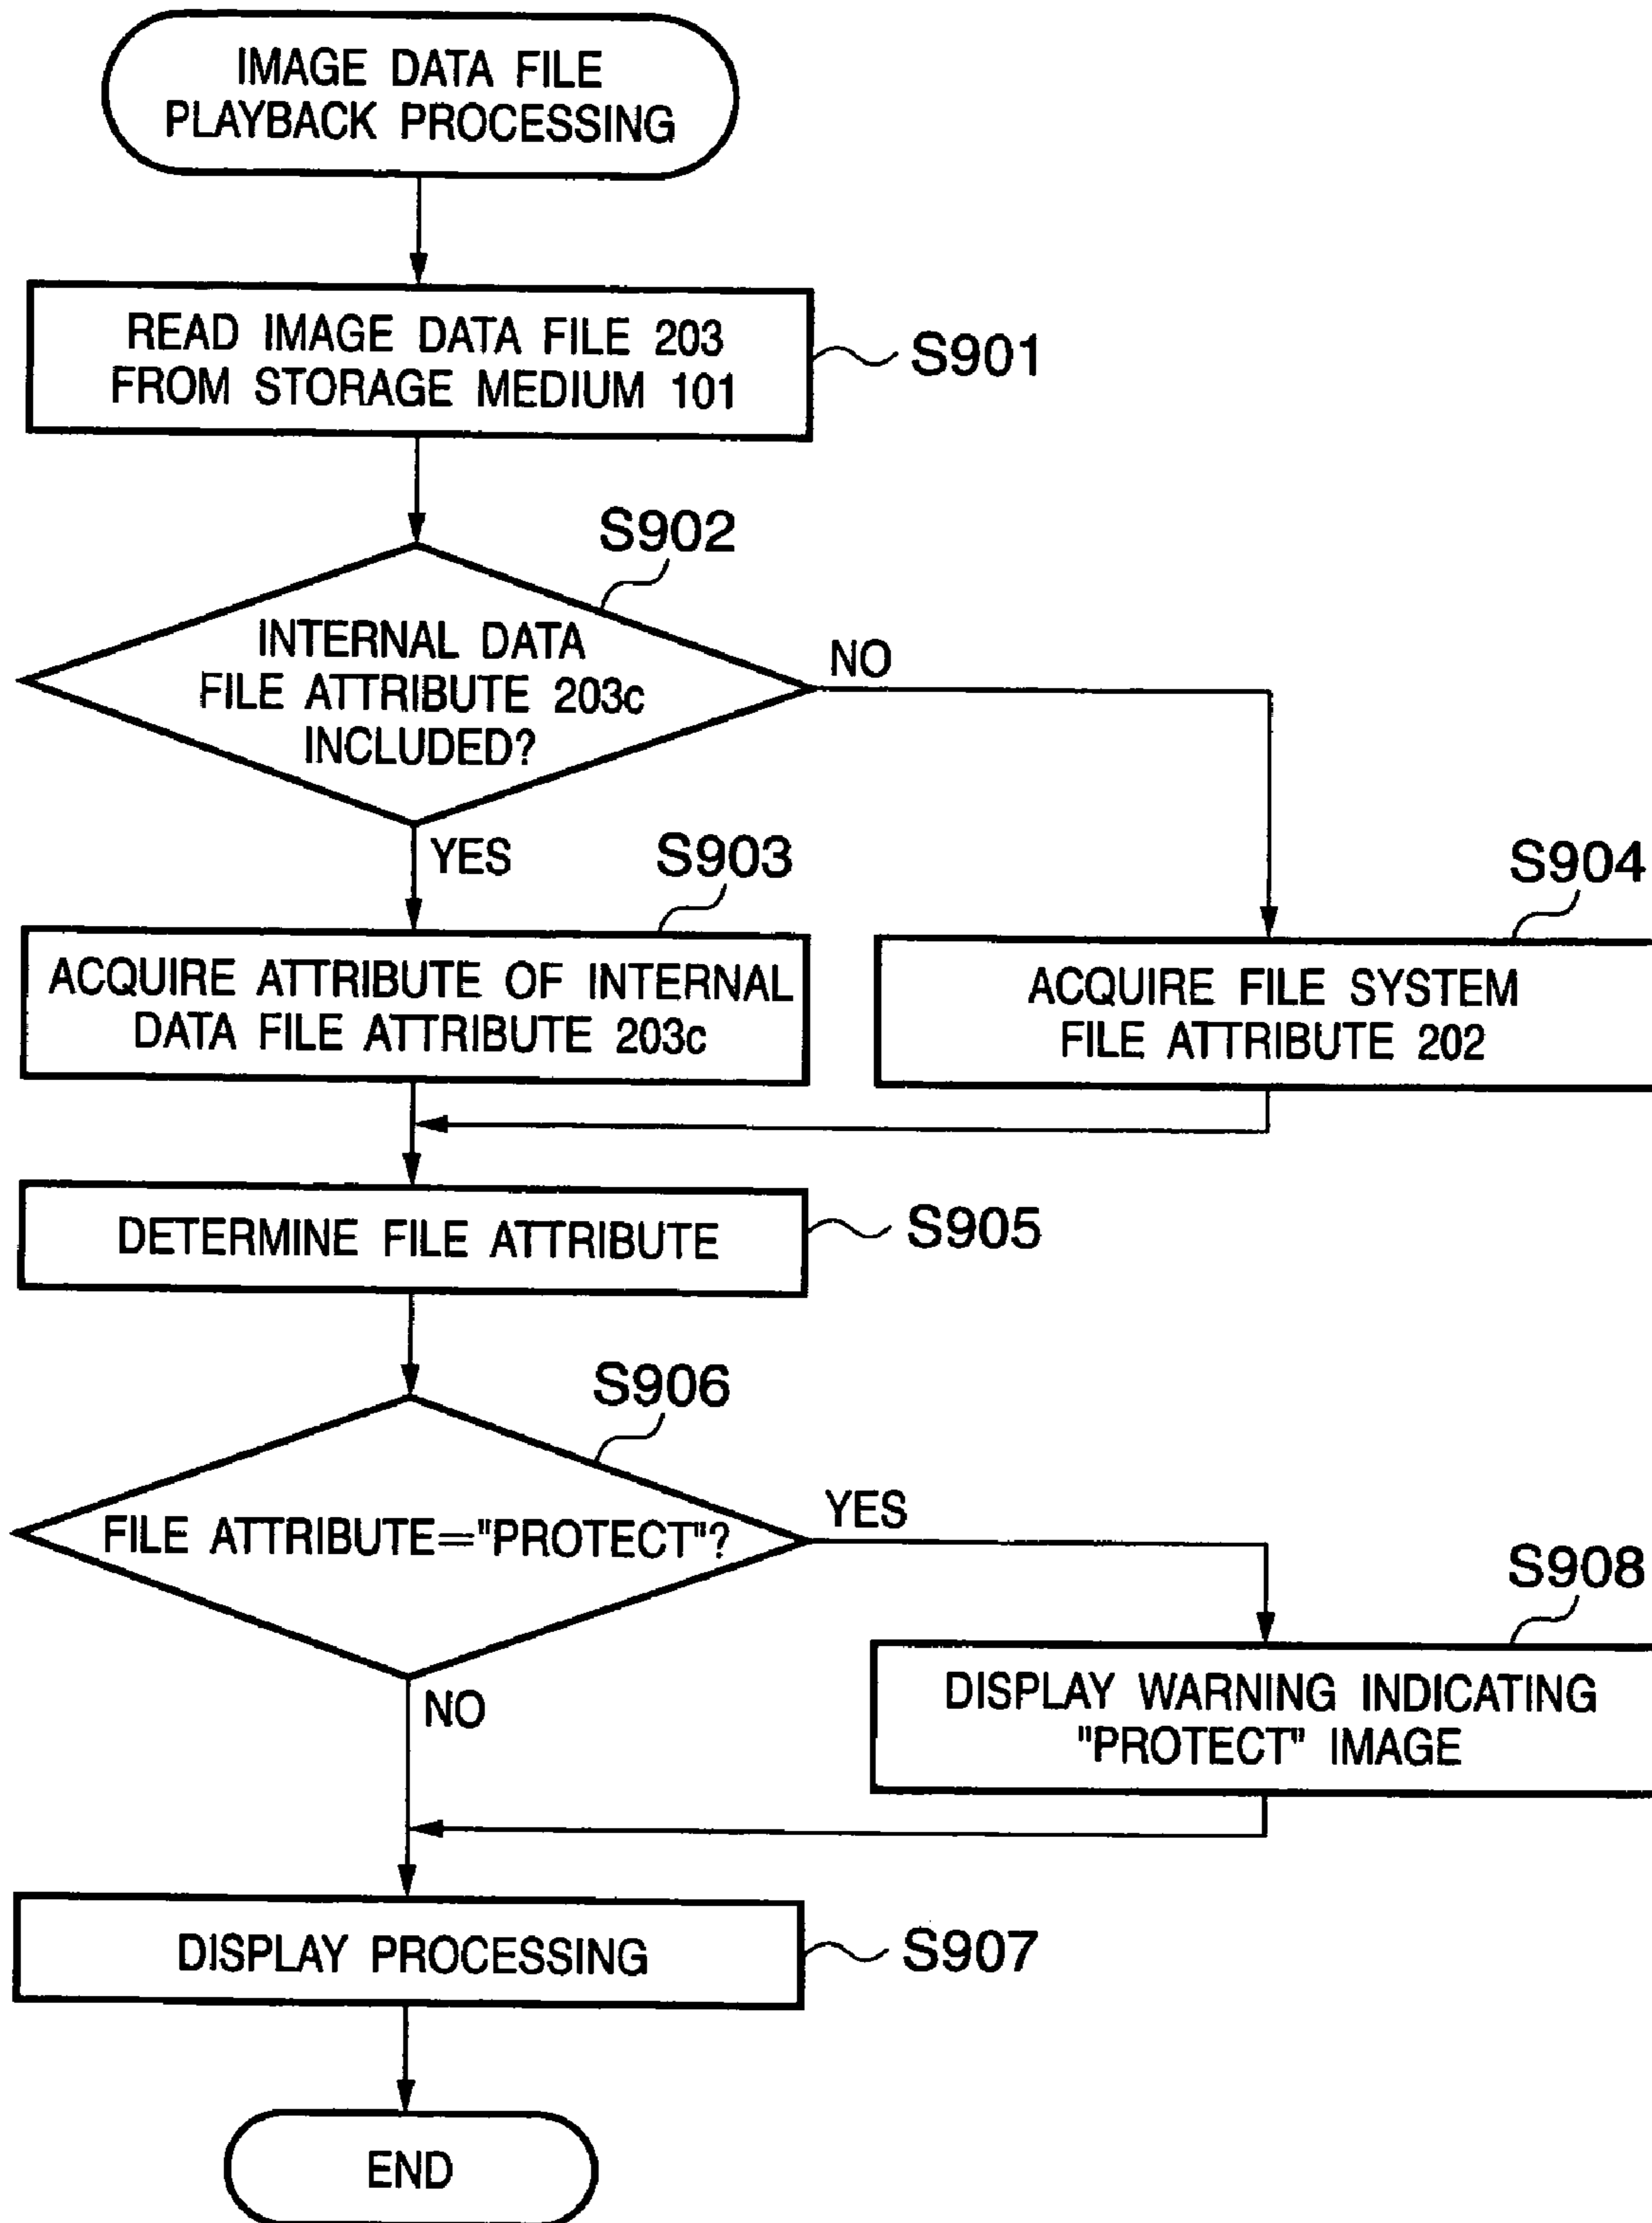 IMAGE DATA FILE
PLAYBACK PROCESSING
READ IMAGE DATA FILE 203
FROM STORAGE MEDIUM 101
S901
S902
INTERNAL DATA
FILE ATTRIBUTE 203c
INCLUDED?
NO
YES
S903
ACQUIRE ATTRIBUTE OF INTERNAL
DATA FILE ATTRIBUTE 203c
S904
ACQUIRE FILE SYSTEM
FILE ATTRIBUTE 202
DETERMINE FILE ATTRIBUTE
S905
S906
FILE ATTRIBUTE="PROTECT"?
YES
NO
S908
DISPLAY WARNING INDICATING
"PROTECT" IMAGE
DISPLAY PROCESSING
S907
END